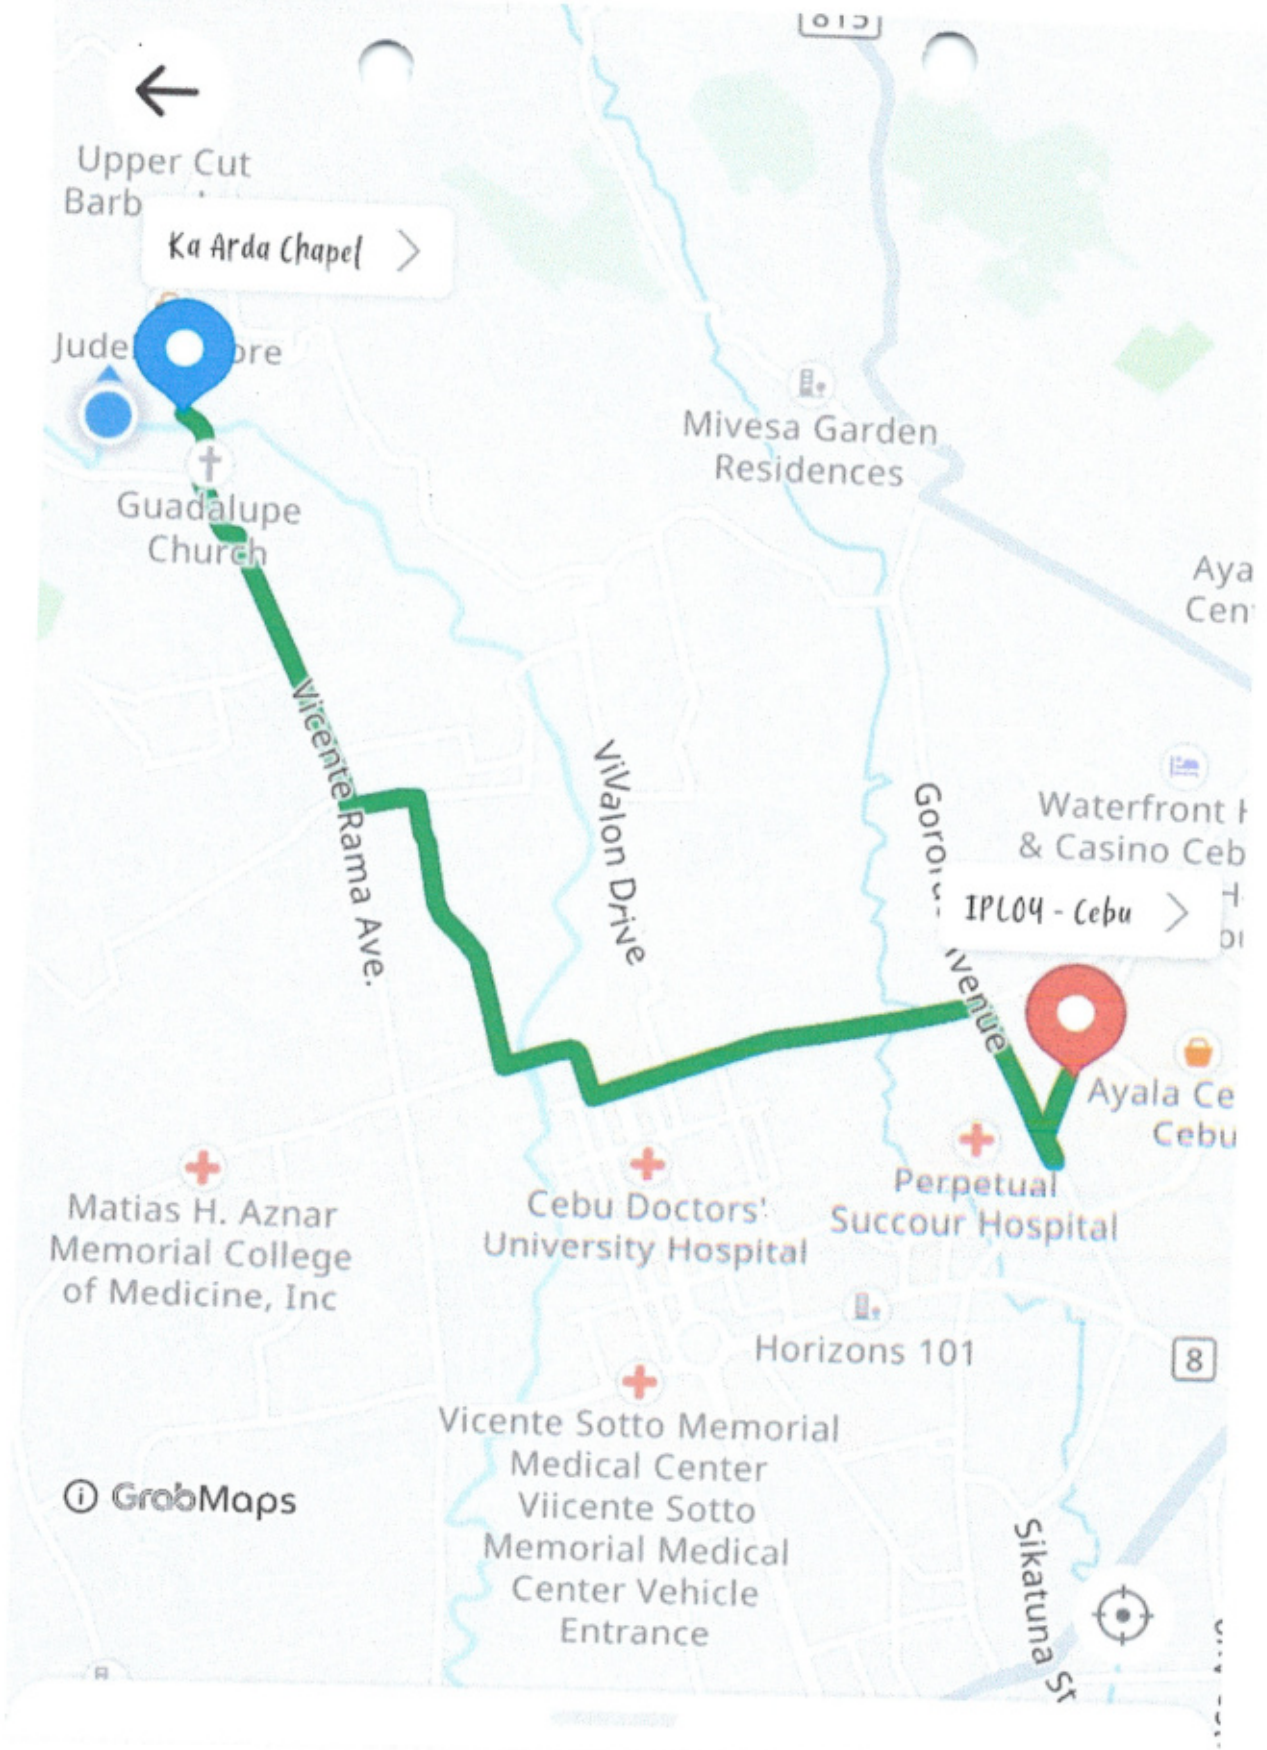 815
Upper Cut
Barb
Ka Arda Chapel
Jude
ore
Guadalupe
Church
Mivesa Garden
Residences
Aya
Cen
Vicente Rama Ave.
ViValon Drive
Waterfront H
& Casino Ceb
IPL04 - Cebu
venue
Ayala Ce
Cebu
Perpetual
Succour Hospital
Matias H. Aznar
Memorial College
of Medicine, Inc
Cebu Doctors'
University Hospital
Horizons 101
8
Vicente Sotto Memorial
Medical Center
Viicente Sotto
Memorial Medical
Center Vehicle
Entrance
GrabMaps
Sikatuna St